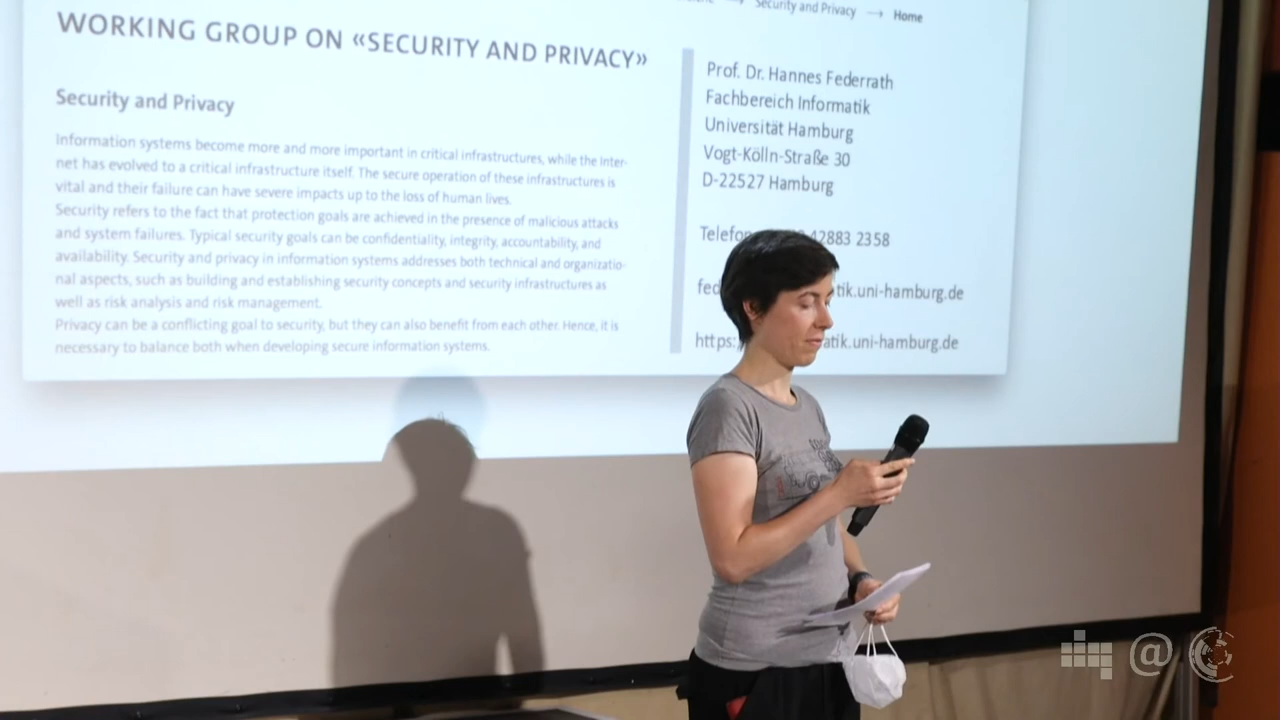 Security and Privacy → Home
WORKING GROUP ON «SECURITY AND PRIVACY»
Security and Privacy
Information systems become more and more important in critical infrastructures, while the Inter-
net has evolved to a critical infrastructure itself. The secure operation of these infrastructures is
vital and their failure can have severe impacts up to the loss of human lives.
Security refers to the fact that protection goals are achieved in the presence of malicious attacks
and system failures. Typical security goals can be confidentiality, integrity, accountability, and
availability. Security and privacy in information systems addresses both technical and organizatio-
nal aspects, such as building and establishing security concepts and security infrastructures as
well as risk analysis and risk management.
Privacy can be a conflicting goal to security, but they can also benefit from each other. Hence, it is
necessary to balance both when developing secure information systems.
Prof. Dr. Hannes Federrath
Fachbereich Informatik
Universität Hamburg
Vogt-Kölln-Straße 30
D-22527 Hamburg
42883 2358
tik.uni-hamburg.de
https: atik.uni-hamburg.de
@